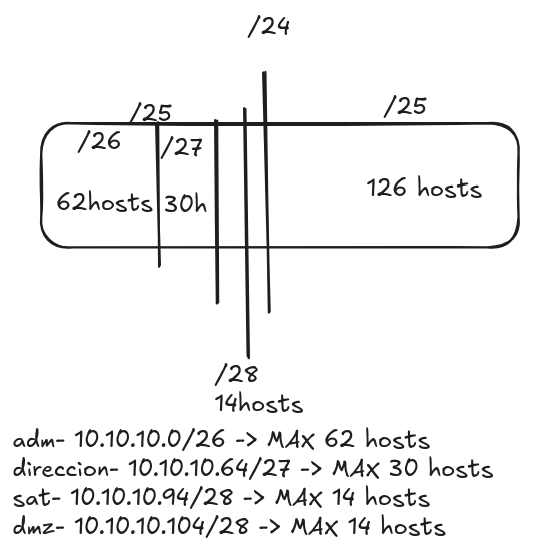 /24
/25
/25
/26
/27
62hosts
30h
126 hosts
/28
14hosts
adm- 10.10.10.0/26 -> MAX 62 hosts
direccion- 10.10.10.64/27 -> MAX 30 hosts
sat- 10.10.10.94/28 -> MAX 14 hosts
dmz- 10.10.10.104/28 -> MAX 14 hosts